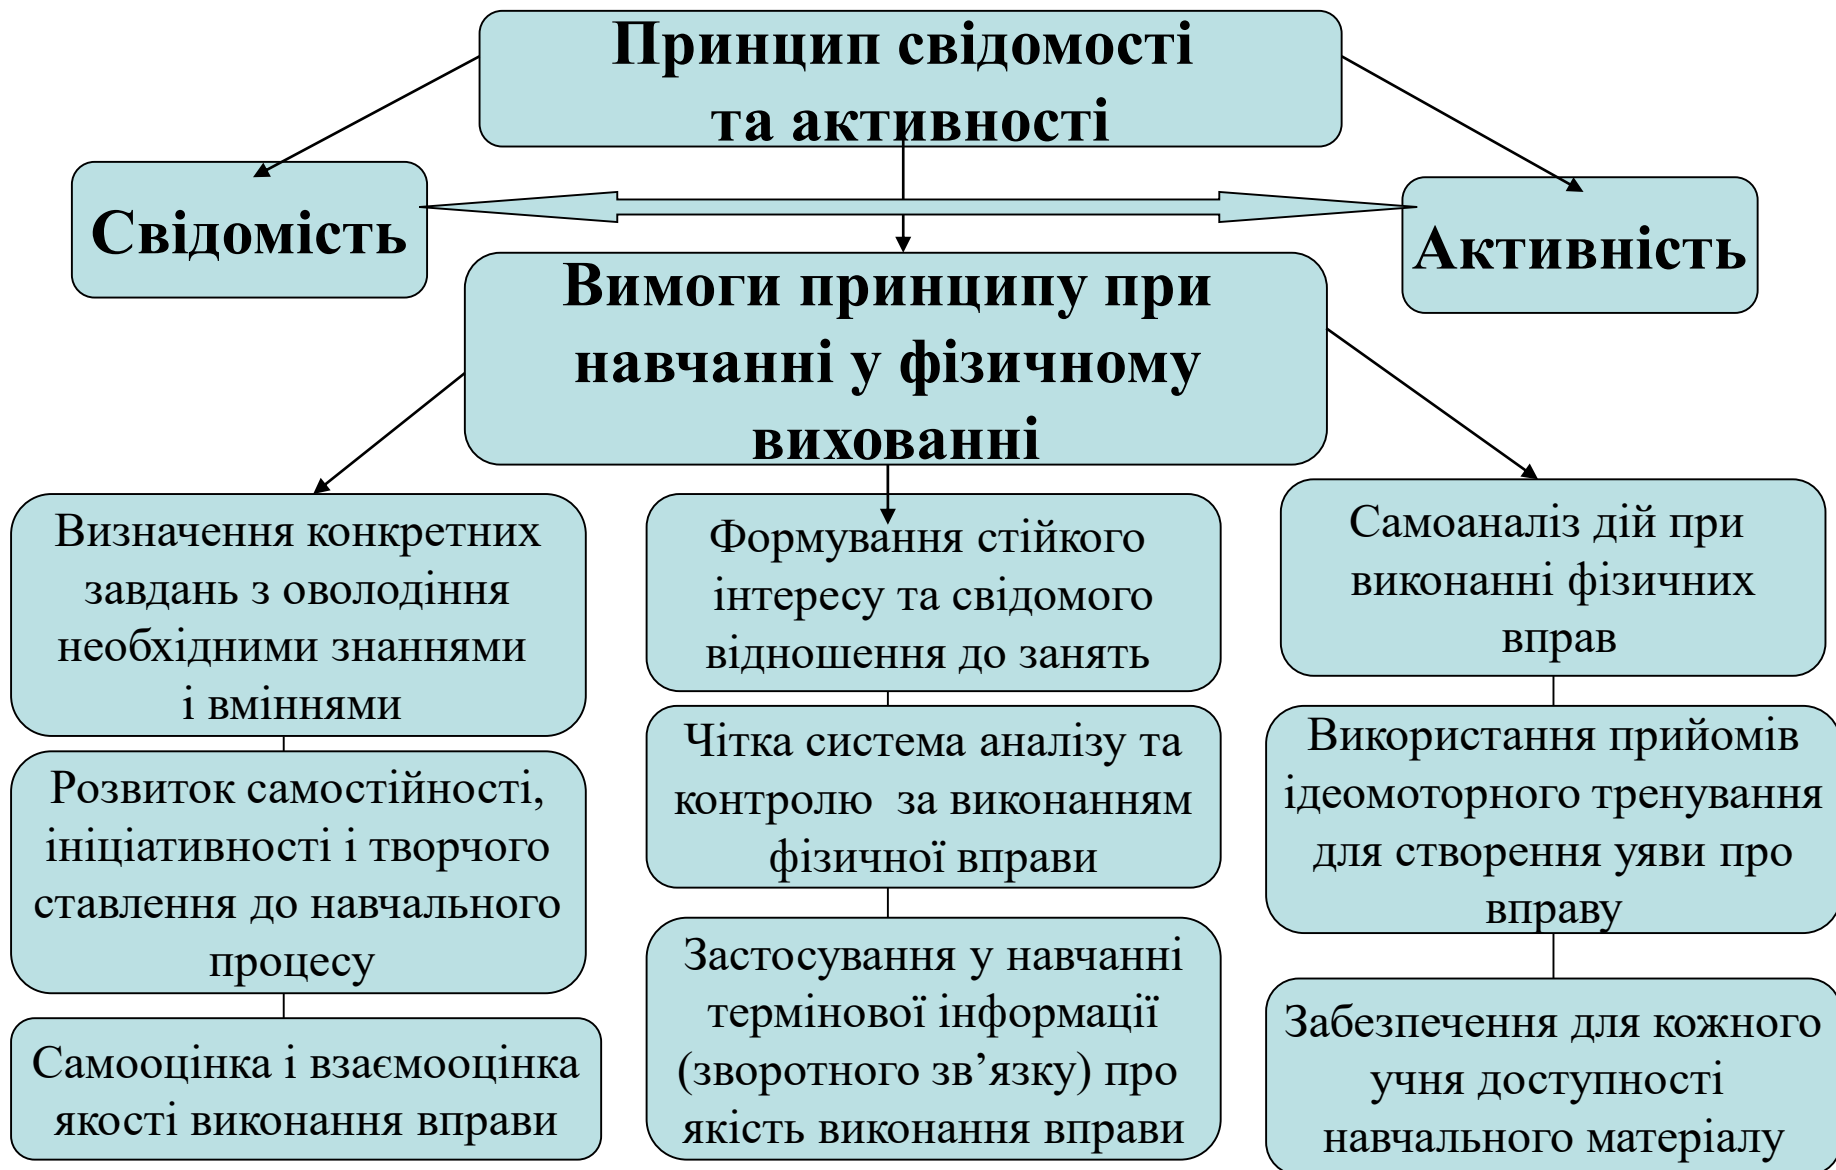 Принцип свідомості
та активності
Свідомість
Активність
Вимоги принципу при
навчанні у фізичному
вихованні
Визначення конкретних
завдань з оволодіння
необхідними знаннями
і вміннями
Розвиток самостійності,
ініціативності і творчого
ставлення до навчального
процесу
Самооцінка і взаємооцінка
якості виконання вправи
Формування стійкого
інтересу та свідомого
відношення до занять
Чітка система аналізу та
контролю за виконанням
фізичної вправи
Застосування у навчанні
термінової інформації
(зворотного зв’язку) про
якість виконання вправи
Самоаналіз дій при
виконанні фізичних
вправ
Використання прийомів
ідеомоторного тренування
для створення уяви про
вправу
Забезпечення для кожного
учня доступності
навчального матеріалу